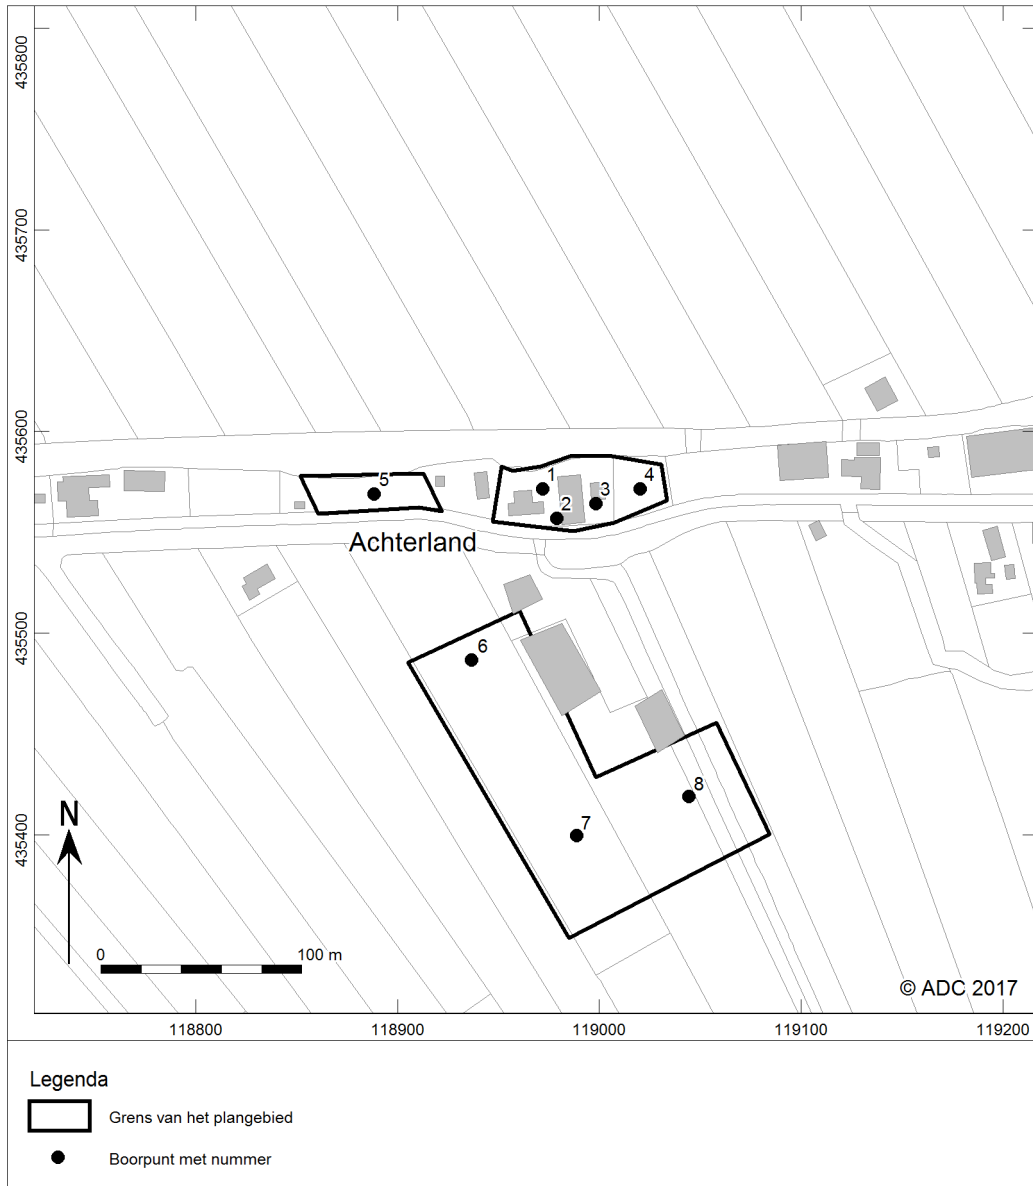 435800
435700
435600
435500
435400
1
2
3
4
5
Achterland
6
7
8
N
0 100 m
© ADC 2017
118800 118900 119000 119100 119200
Legenda
Grens van het plangebied
Boorpunt met nummer